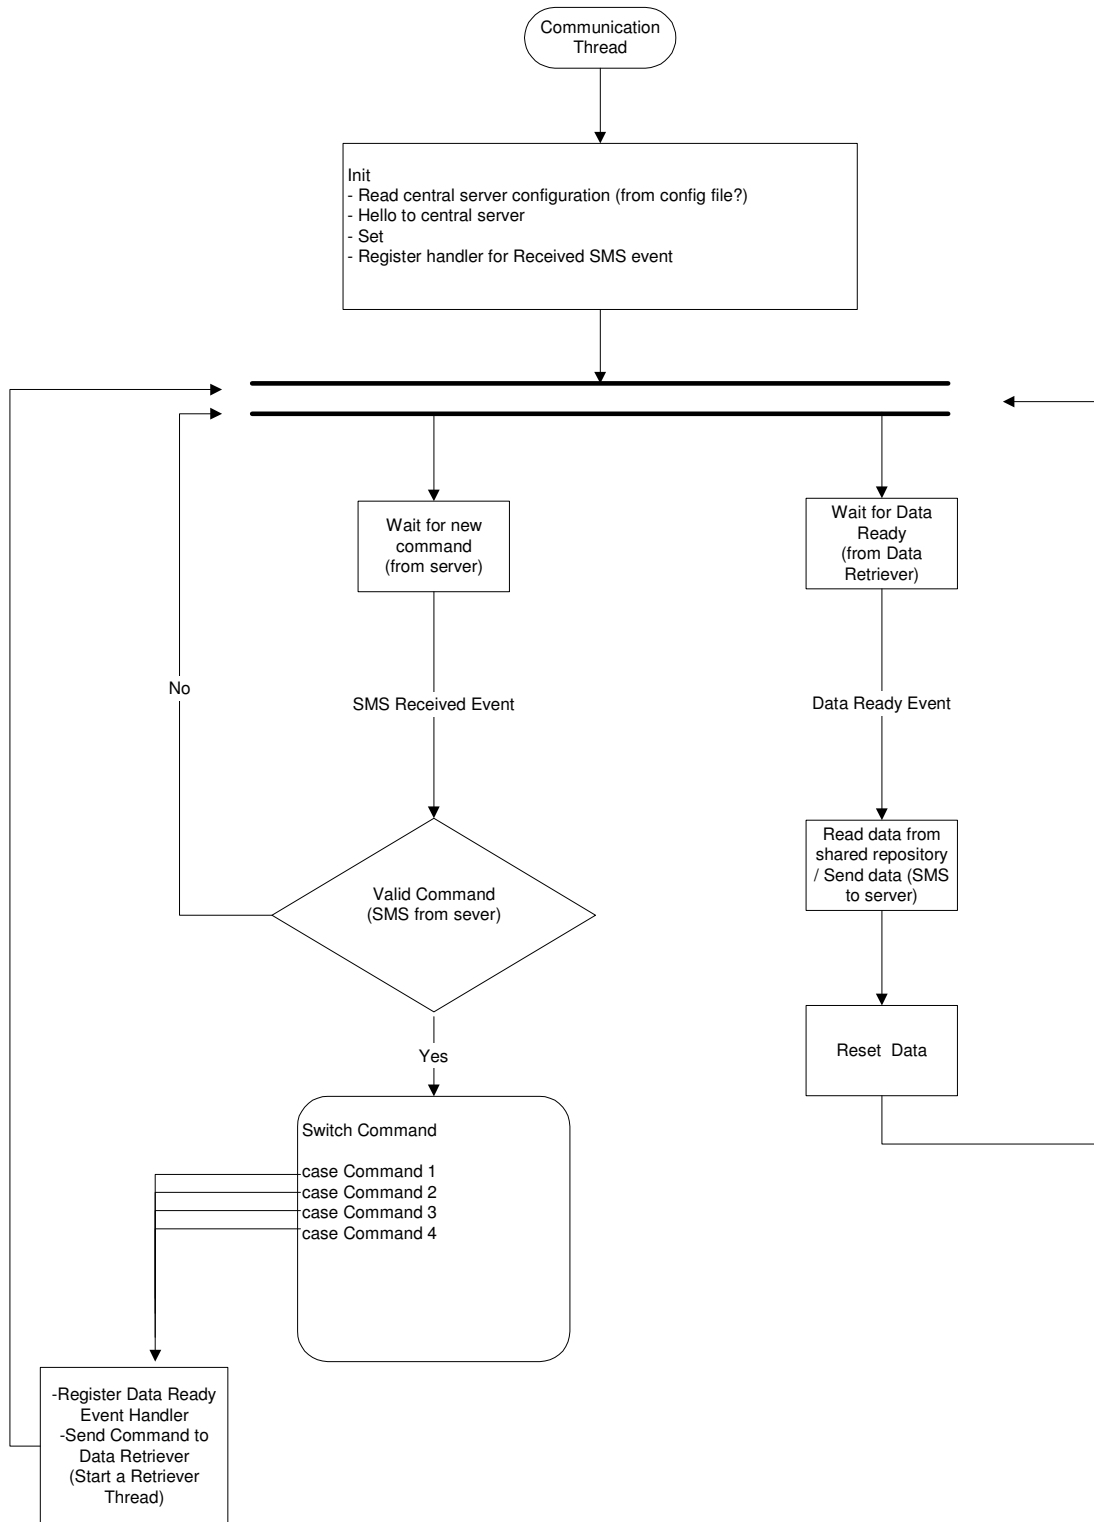 Communication
Thread
Init
- Read central server configuration (from config file?)
- Hello to central server
- Set
- Register handler for Received SMS event
Wait for new
command
(from server)
Wait for Data
Ready
(from Data
Retriever)
No
SMS Received Event
Data Ready Event
Valid Command
(SMS from sever)
Read data from
shared repository
/ Send data (SMS
to server)
Reset Data
Yes
Switch Command
case Command 1
case Command 2
case Command 3
case Command 4
-Register Data Ready
Event Handler
-Send Command to
Data Retriever
(Start a Retriever
Thread)